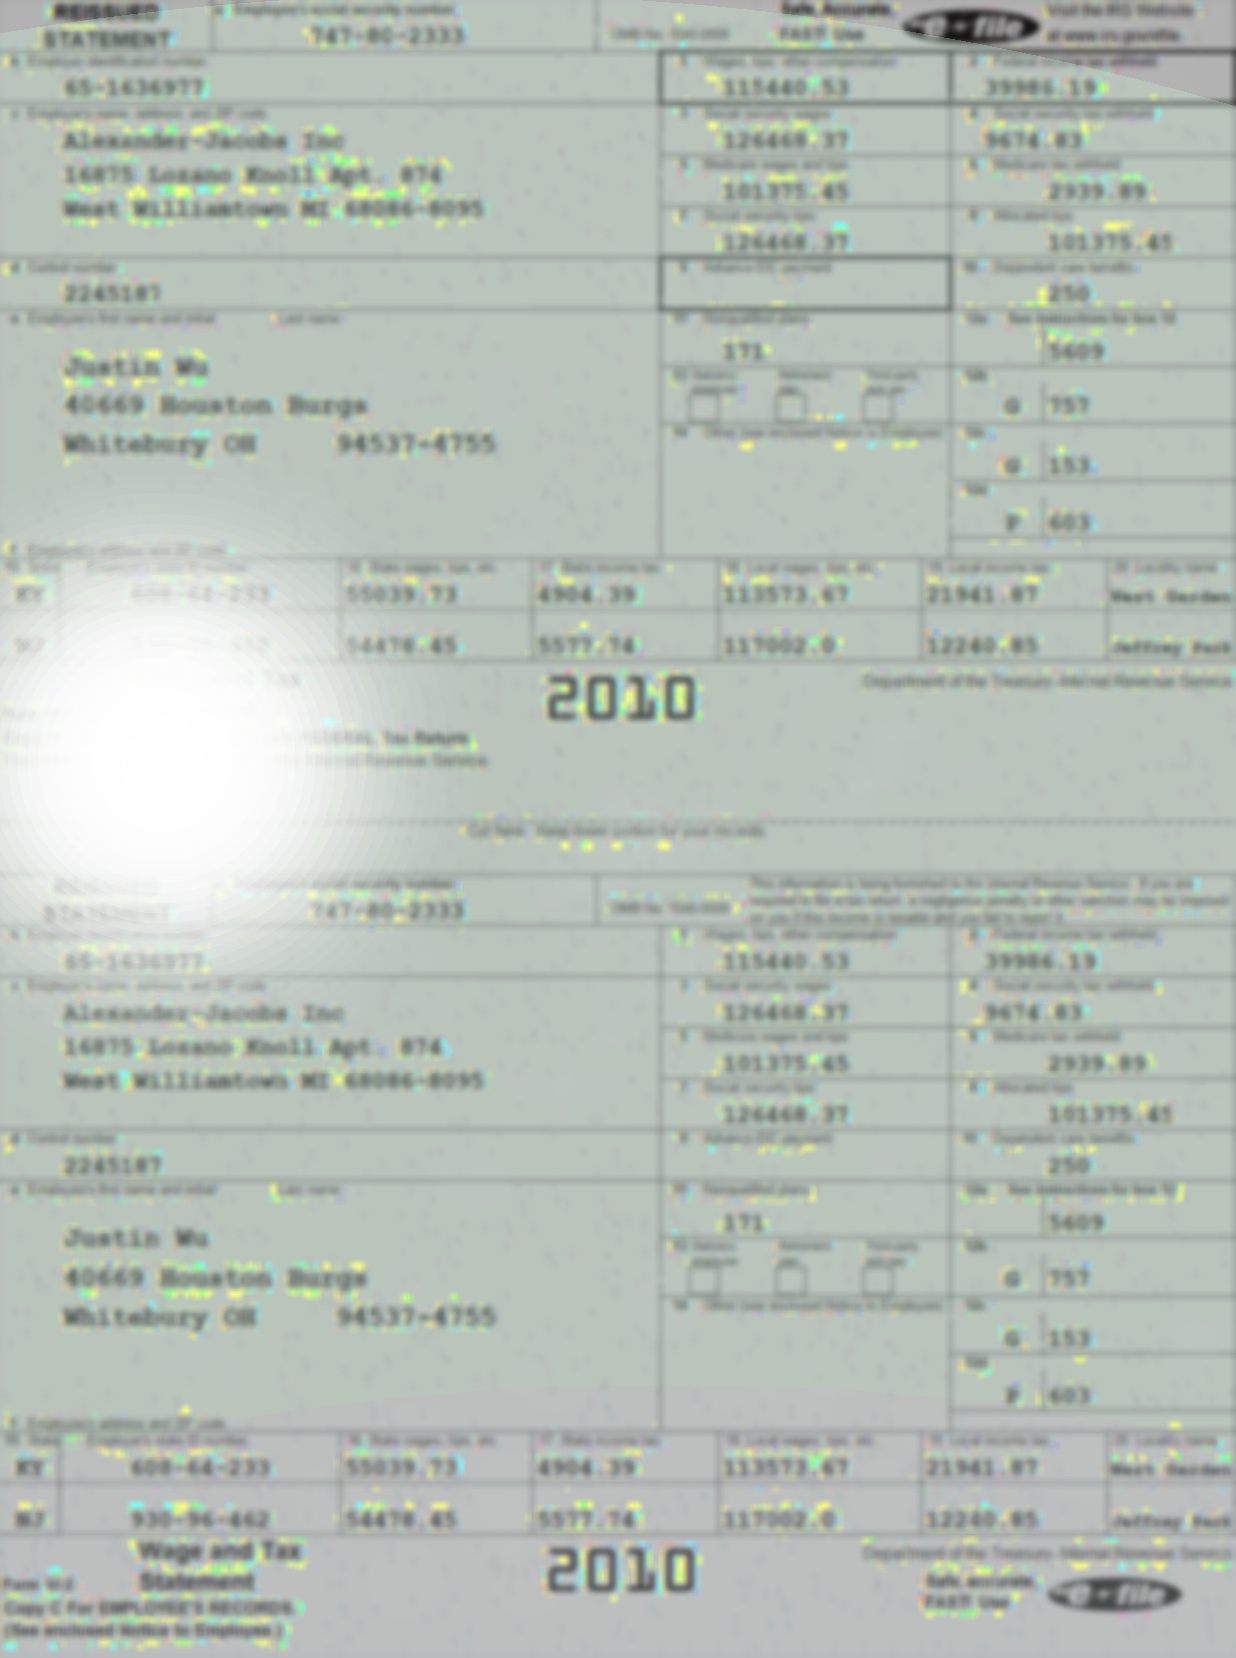 REISSUED
STATEMENT
a Employee's social security number
747-80-2333
OMB No.
Safe, Accurate,
FAST! Use
e-file
Visit the IRS Website
at www.irs.gov/efile.
b Employer identification number
65-1636977
1 Wages, tips, other compensation
115440.53
2 Federal income tax withheld
39986.19
c Employer's name, address, and ZIP code
Alexander-Jacobs Inc
16875 Lozano Knoll Apt. 874
West Williamtown MI 68086-8095
3 Social security wages
126468.37
4 Social security tax withheld
9674.83
5 Medicare wages and tips
101375.45
6 Medicare tax withheld
2939.89
7 Social security tips
126468.37
8 Allocated tips
101375.45
d Control number
2245187
9 Advance EIC payment
10 Dependent care benefits
250
e Employee's first name and initial Last name
Justin Wu
40669 Houston Burgs
Whitebury OH 94537-4755
11 Nonqualified plans
171
12a See instructions for box 12
5609
13 Statutory employee Retirement plan Third-party sick pay
12b
G 757
14 Other (see enclosed Notice to Employee)
12c
G 153
12d
P 603
f Employee's address and ZIP code
15 State Employer's state ID number
16 State wages, tips, etc.
17 State income tax
18 Local wages, tips, etc.
19 Local income tax
20 Locality name
KY 608-64-233 55039.73 4904.39 113573.67 21941.87 West Garden
NJ 54478.45 5577.74 117002.0 12240.85 Jeffrey Park
Tax
2010
Department of the Treasury-Internal Revenue Service
FEDERAL Tax Return
Internal Revenue Service.
Cut here. Keep lower portion for your records.
STATEMENT
Employee's social security number
747-80-2333
OMB No.
This information is being furnished to the Internal Revenue Service. If you are
required to file a tax return, a negligence penalty or other sanction may be imposed
on you if this income is taxable and you fail to report it.
65-1636977
1 Wages, tips, other compensation
115440.53
2 Federal income tax withheld
39986.19
c Employer's name, address, and ZIP code
Alexander-Jacobs Inc
16875 Lozano Knoll Apt. 874
West Williamtown MI 68086-8095
3 Social security wages
126468.37
4 Social security tax withheld
9674.83
5 Medicare wages and tips
101375.45
6 Medicare tax withheld
2939.89
7 Social security tips
126468.37
8 Allocated tips
101375.45
d Control number
2245187
9 Advance EIC payment
10 Dependent care benefits
250
e Employee's first name and initial Last name
Justin Wu
40669 Houston Burgs
Whitebury OH 94537-4755
11 Nonqualified plans
171
12a See instructions for box 12
5609
13 Statutory employee Retirement plan Third-party sick pay
12b
G 757
14 Other (see enclosed Notice to Employee)
12c
G 153
12d
P 603
f Employee's address and ZIP code
15 State Employer's state ID number
16 State wages, tips, etc.
17 State income tax
18 Local wages, tips, etc.
19 Local income tax
20 Locality name
KY 608-64-233 55039.73 4904.39 113573.67 21941.87 West Garden
NJ 930-96-462 54478.45 5577.74 117002.0 12240.85 Jeffrey Park
Wage and Tax
Statement
Form W-2
2010
Department of the Treasury-Internal Revenue Service
Copy C For EMPLOYEE'S RECORDS.
(See enclosed Notice to Employee.)
Safe, accurate,
FAST! Use
e-file